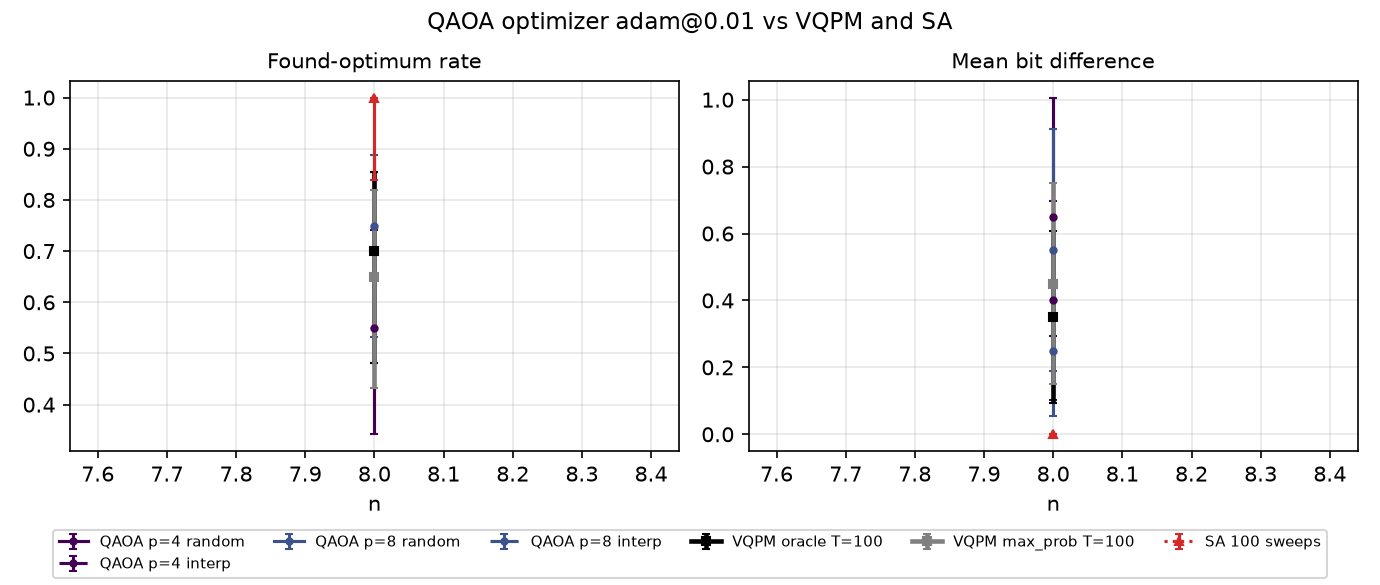 QAOA optimizer adam@0.01 vs VQPM and SA
Found-optimum rate
1.0
0.9
0.8
0.7
0.6
0.5
0.4
7.6 7.7 7.8 7.9 8.0 8.1 8.2 8.3 8.4
n
Mean bit difference
1.0
0.8
0.6
0.4
0.2
0.0
7.6 7.7 7.8 7.9 8.0 8.1 8.2 8.3 8.4
n
QAOA p=4 random QAOA p=8 random QAOA p=8 interp VQPM oracle T=100 VQPM max_prob T=100 SA 100 sweeps
QAOA p=4 interp